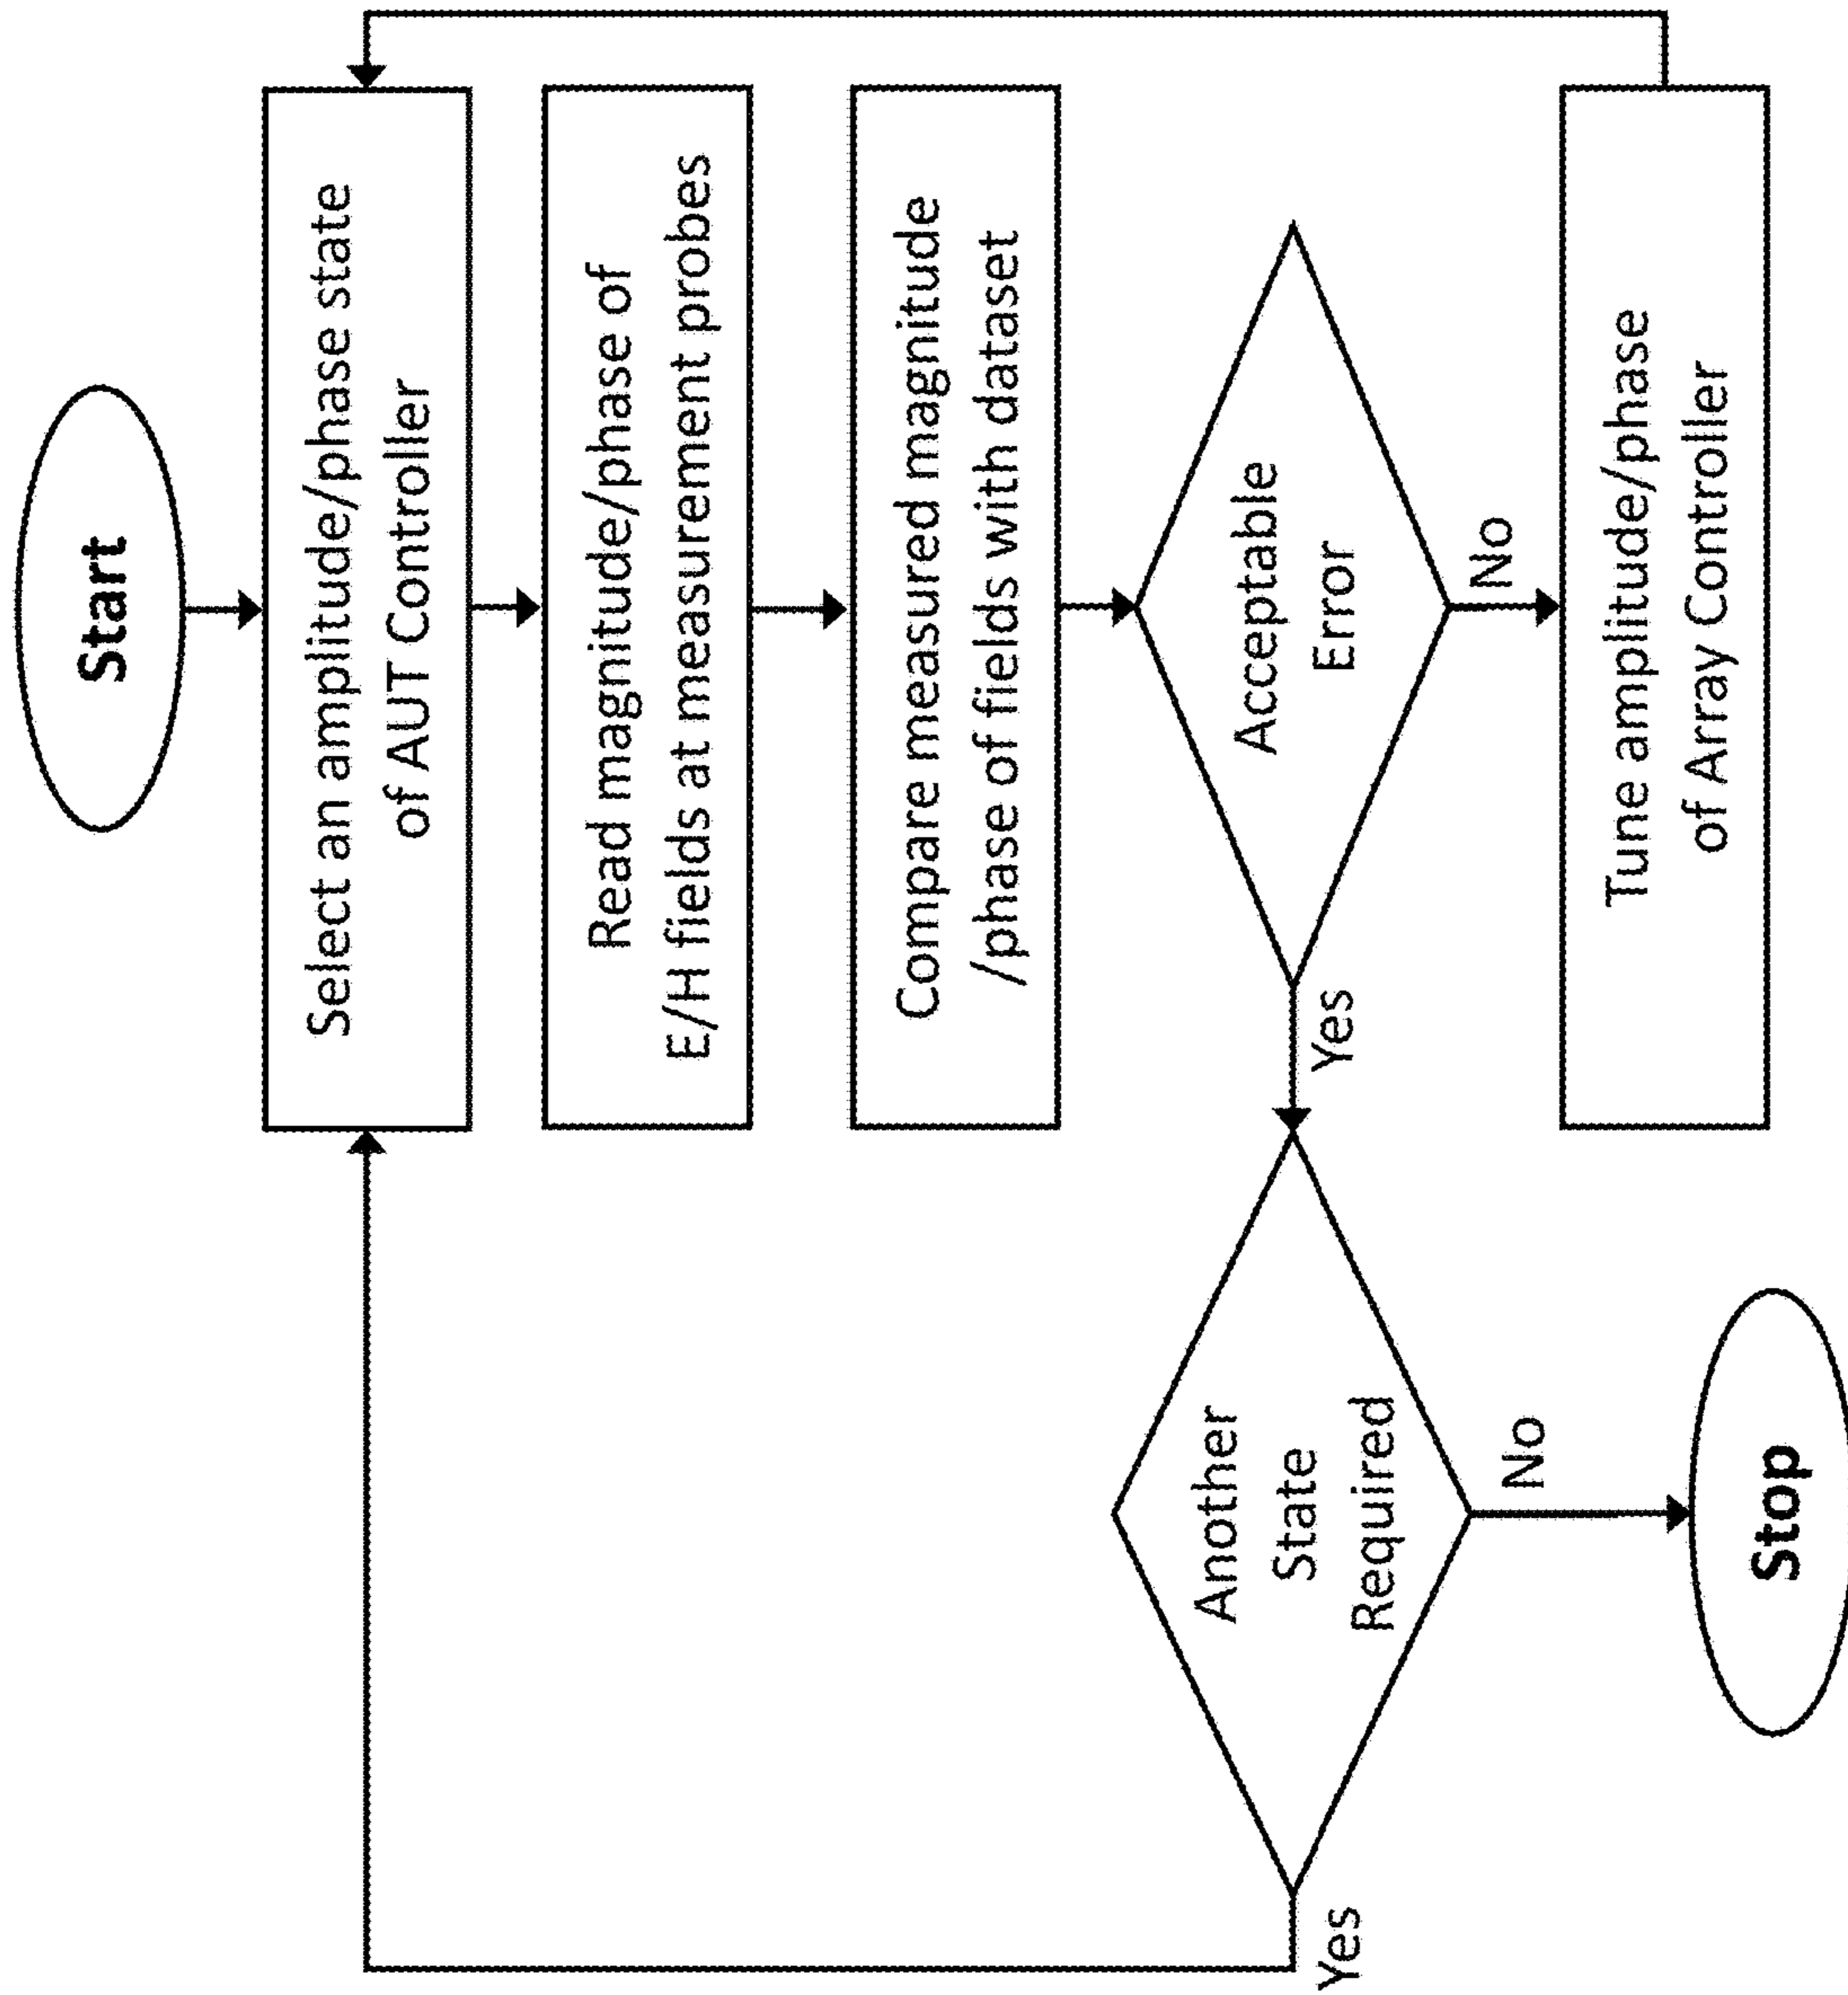 Start
Select an amplitude/phase state
of AUT Controller
Read magnitude/phase of
E/H fields at measurement probes
Compare measured magnitude
/phase of fields with dataset
Acceptable
Error
Yes
No
Another
State
Required
Yes
No
Tune amplitude/phase
of Array Controller
Stop